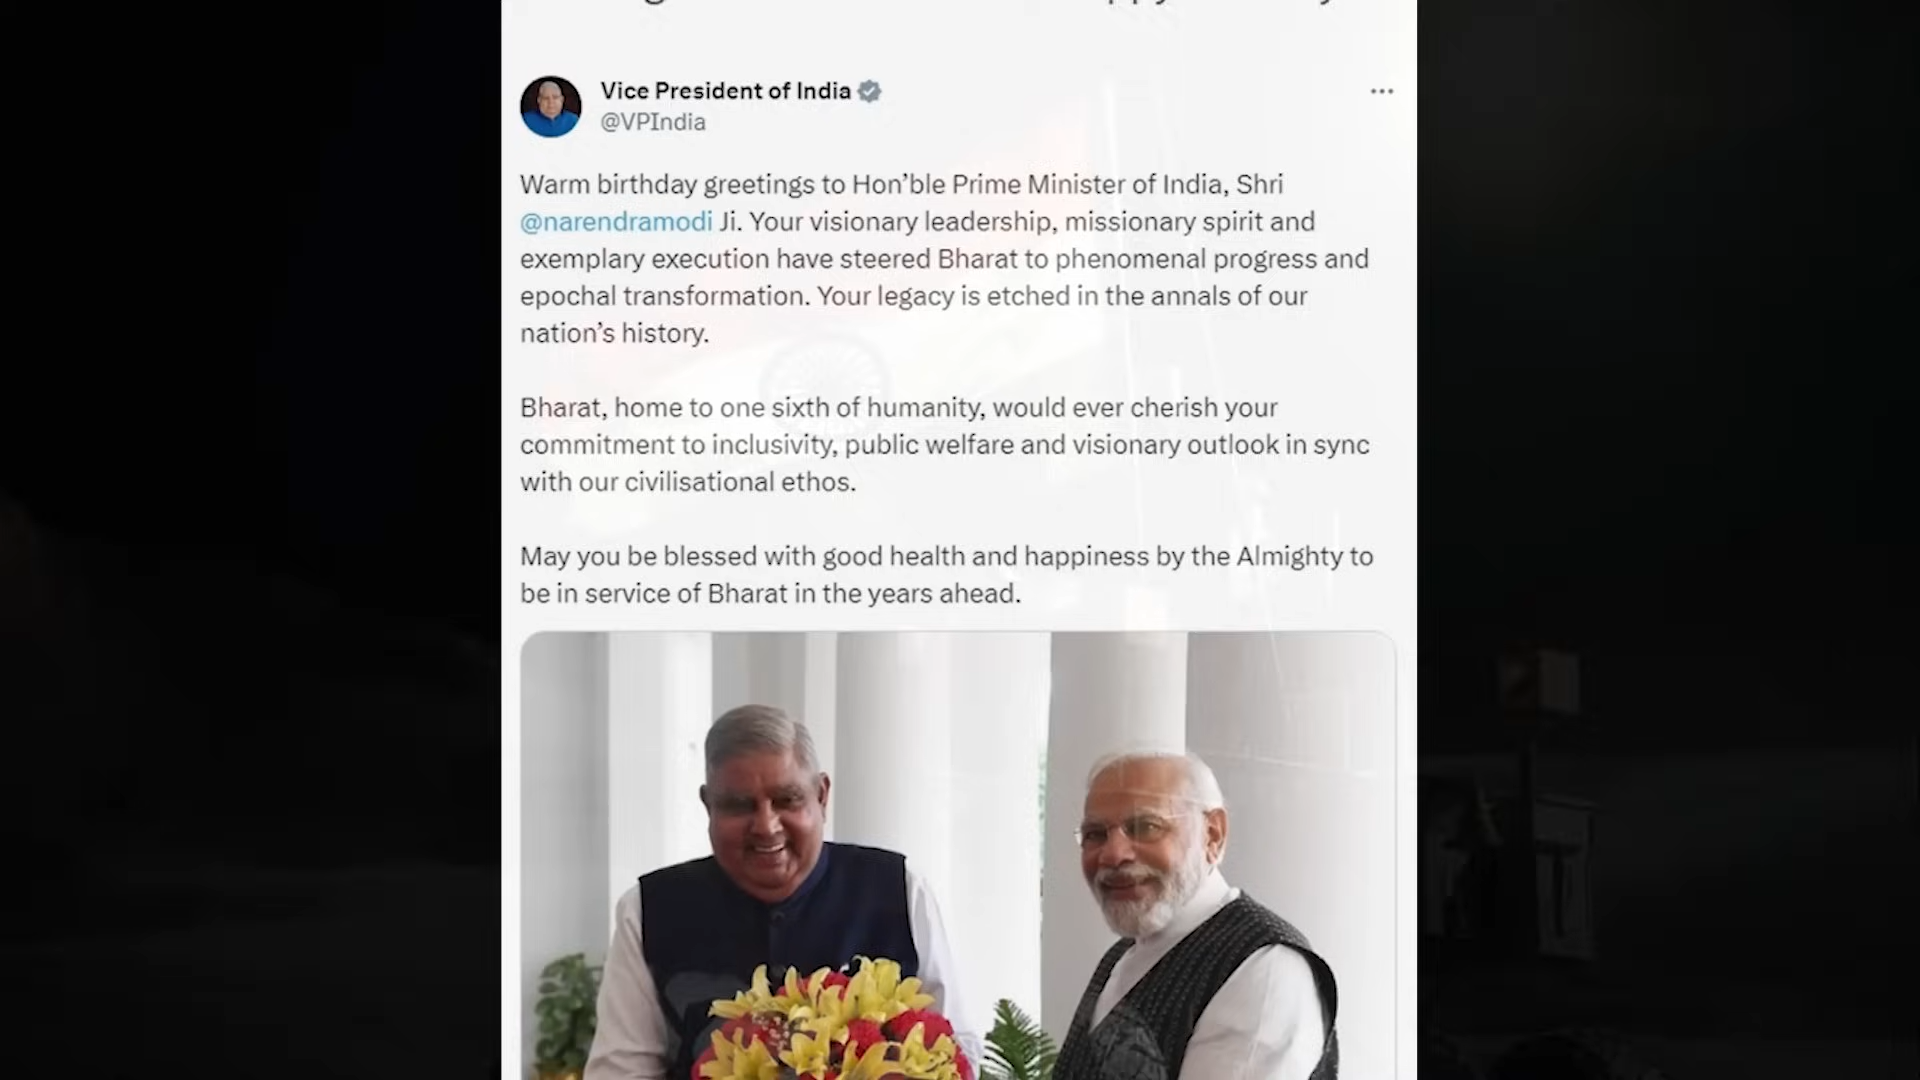 Vice President of India
@VPIndia
Warm birthday greetings to Hon’ble Prime Minister of India, Shri
@narendramodi Ji. Your visionary leadership, missionary spirit and
exemplary execution have steered Bharat to phenomenal progress and
epochal transformation. Your legacy is etched in the annals of our
nation’s history.
Bharat, home to one sixth of humanity, would ever cherish your
commitment to inclusivity, public welfare and visionary outlook in sync
with our civilisational ethos.
May you be blessed with good health and happiness by the Almighty to
be in service of Bharat in the years ahead.